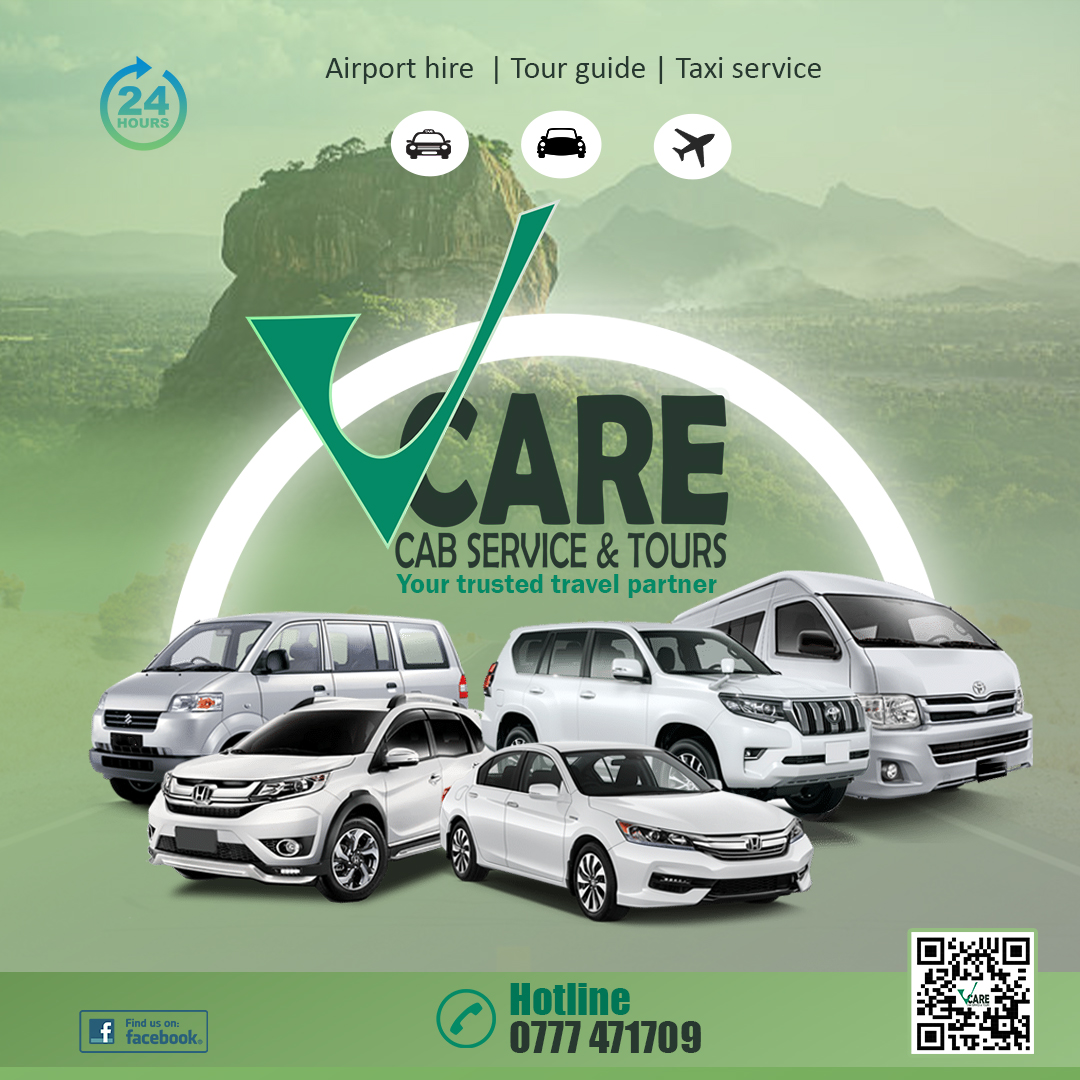 24
HOURS
Airport hire | Tour guide | Taxi service
V CARE
CAB SERVICE & TOURS
Your trusted travel partner
Find us on:
facebook®
Hotline
0777 471709
V CARE